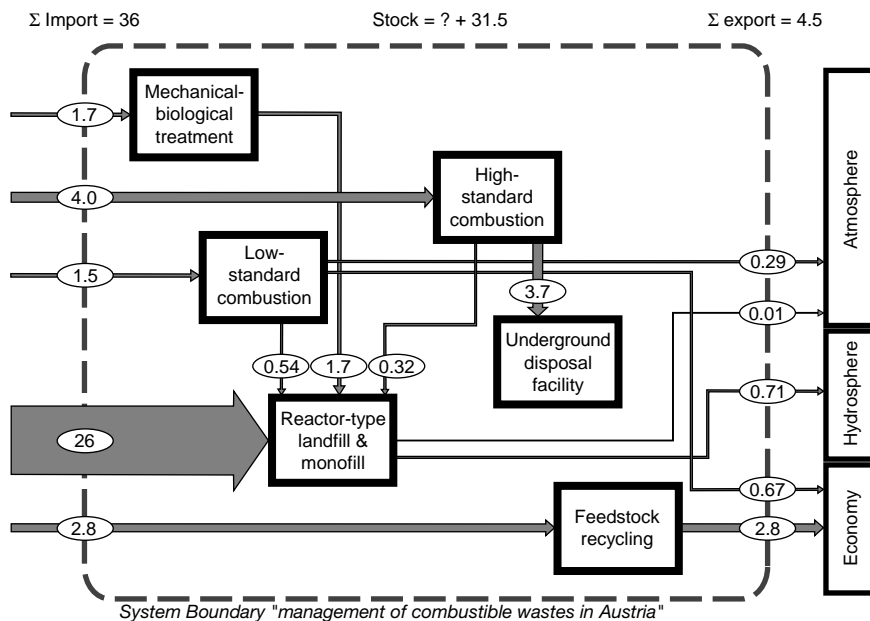 Σ Import = 36
Stock = ? + 31.5
Σ export = 4.5
Mechanical-
biological
treatment
1.7
High-
standard
combustion
4.0
Low-
standard
combustion
1.5
0.29
3.7
0.01
Underground
disposal
facility
0.54
1.7
0.32
0.71
Reactor-type
landfill &
monofill
26
0.67
Feedstock
recycling
2.8
2.8
Atmosphere
Hydrosphere
Economy
System Boundary "management of combustible wastes in Austria"